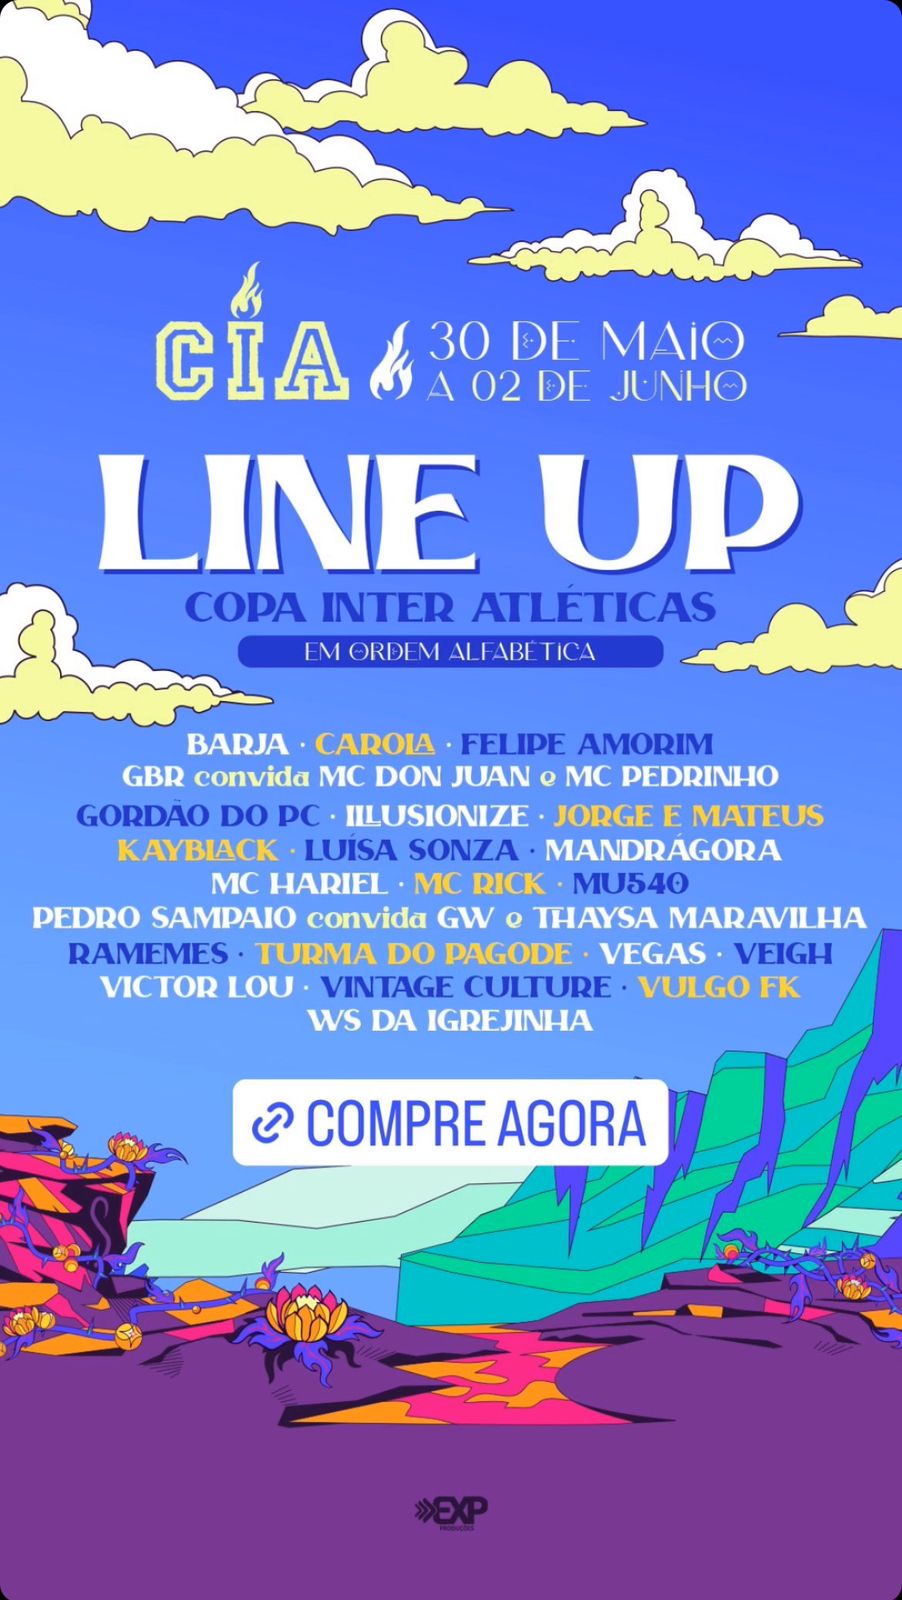 CIA 30 DE MAIO
A 02 DE JUNHO
LINE UP
COPA INTER ATLÉTICAS
EM ORDEM ALFABÉTICA
BARJA · CAROLA · FELIPE AMORIM
GBR convida MC DON JUAN e MC PEDRINHO
GORDÃO DO PC · ILLUSIONIZE · JORGE E MATEUS
KAYBLACK · LUÍSA SONZA · MANDRÁGORA
MC HARIEL · MC RICK · MU540
PEDRO SAMPAIO convida GW e THAYSA MARAVILHA
RAMEMES · TURMA DO PAGODE · VEGAS · VEIGH
VICTOR LOU · VINTAGE CULTURE · VULGO FK
WS DA IGREJINHA
COMPRE AGORA
EXP
PRODUÇÕES